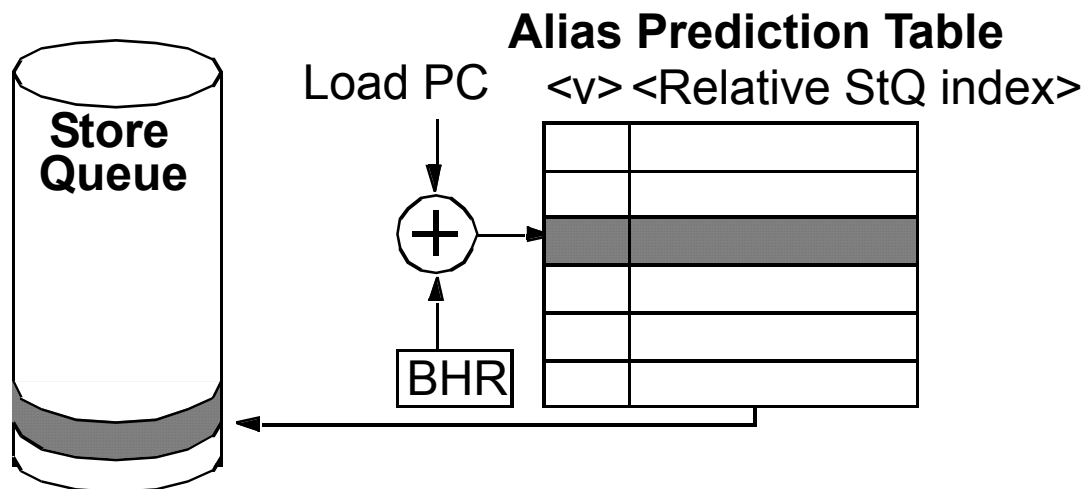 Alias Prediction Table
Load PC
<v> <Relative StQ index>
Store
Queue
BHR